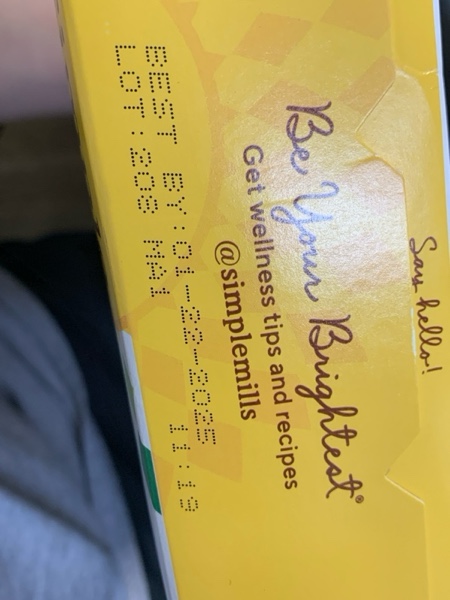 Say hello!
Be Your Brightest®
Get wellness tips and recipes
@simplemills
BEST BY:01-22-2025 11:19
LOT:208 MA1